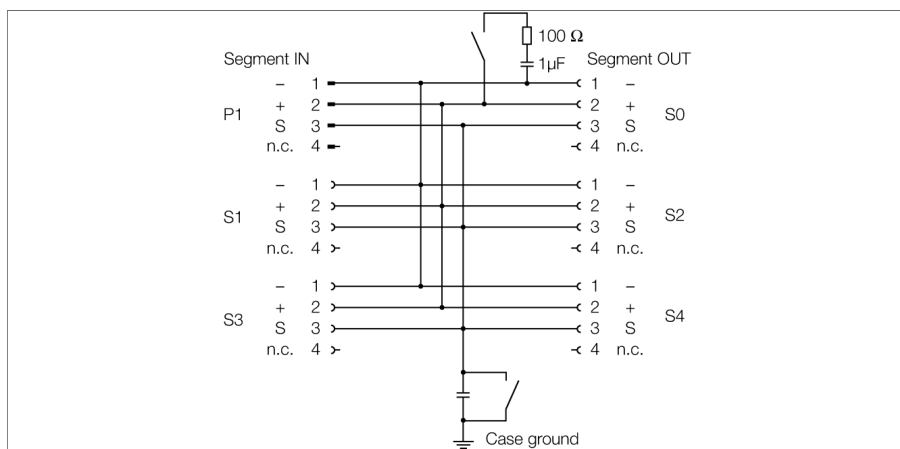 100 Ω
Segment IN
1µF
Segment OUT
P1
– 1
+ 2
S 3
n.c. 4
1 –
2 +
3 S
4 n.c.
S0
S1
– 1
+ 2
S 3
n.c. 4
1 –
2 +
3 S
4 n.c.
S2
S3
– 1
+ 2
S 3
n.c. 4
1 –
2 +
3 S
4 n.c.
S4
Case ground